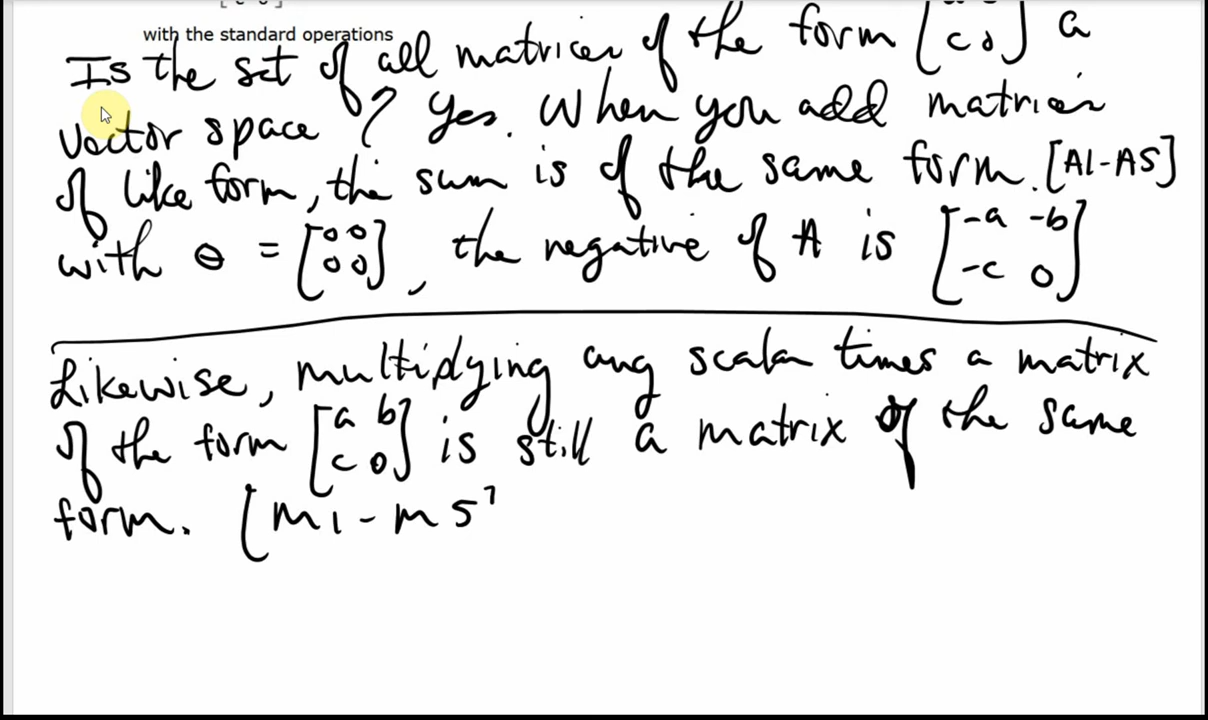 with the standard operations
Is the set of all matrices of the form [ c 0 ] a
vector space? Yes. When you add matrices
of like form, the sum is of the same form. [A1-A5]
with θ = [0 0 0 0], the negative of A is [-a -b -c 0]
Likewise, multiplying any scalar times a matrix
of the form [a b c 0] is still a matrix of the same
form. [M1-M5]